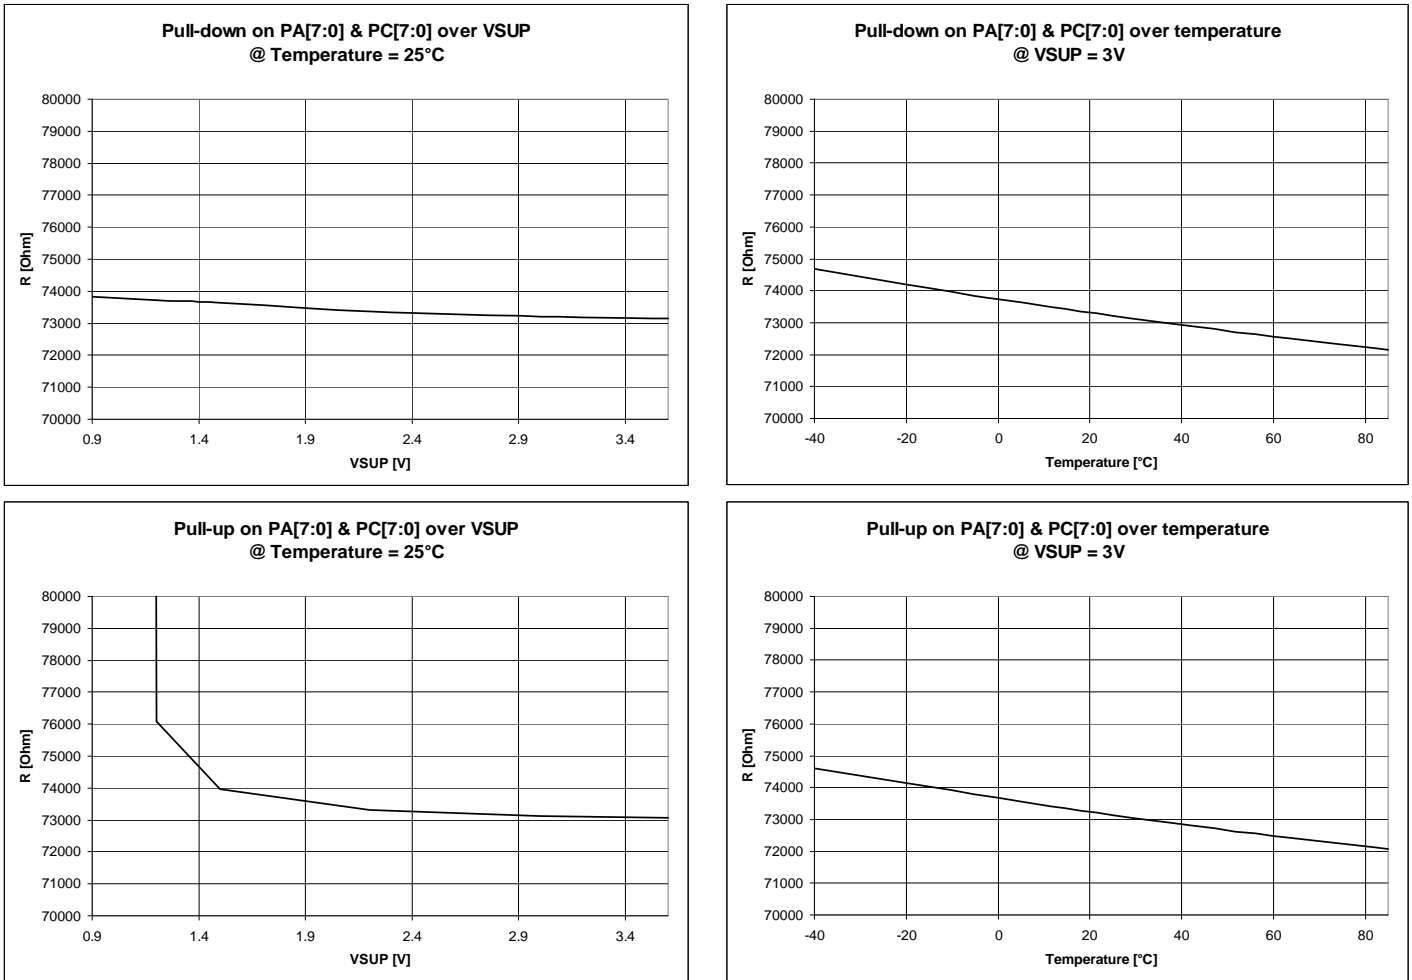 Pull-down on PA[7:0] & PC[7:0] over VSUP
@ Temperature = 25°C
80000
79000
78000
77000
76000
75000
74000
73000
72000
71000
70000
R [Ohm]
0.9 1.4 1.9 2.4 2.9 3.4
VSUP [V]
Pull-down on PA[7:0] & PC[7:0] over temperature
@ VSUP = 3V
80000
79000
78000
77000
76000
75000
74000
73000
72000
71000
70000
R [Ohm]
-40 -20 0 20 40 60 80
Temperature [°C]
Pull-up on PA[7:0] & PC[7:0] over VSUP
@ Temperature = 25°C
80000
79000
78000
77000
76000
75000
74000
73000
72000
71000
70000
R [Ohm]
0.9 1.4 1.9 2.4 2.9 3.4
VSUP [V]
Pull-up on PA[7:0] & PC[7:0] over temperature
@ VSUP = 3V
80000
79000
78000
77000
76000
75000
74000
73000
72000
71000
70000
R [Ohm]
-40 -20 0 20 40 60 80
Temperature [°C]